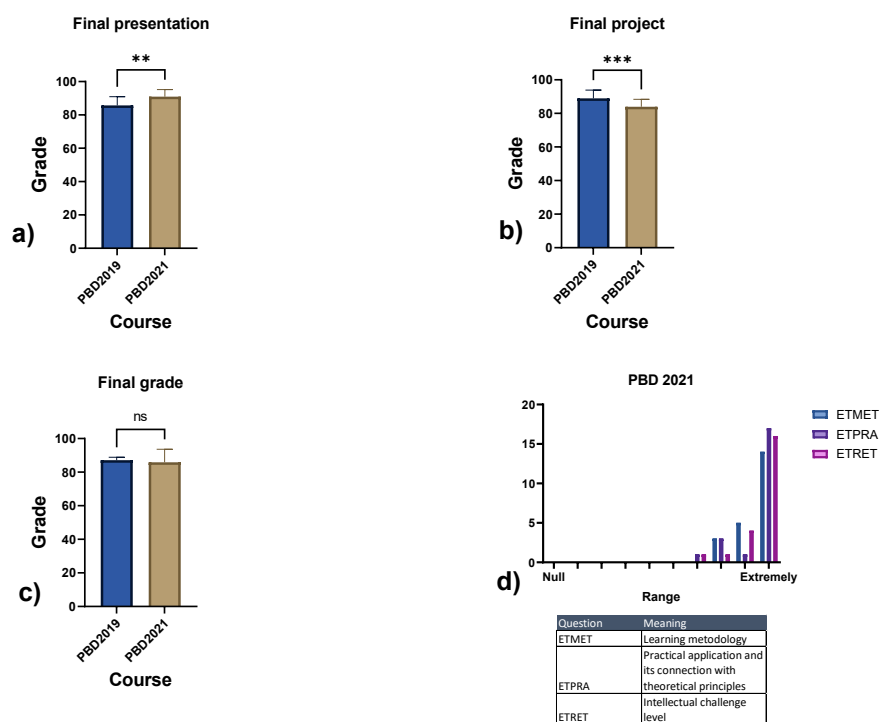 Final presentation
**
100
80
60
40
20
0
Grade
a)
PBD2019
PBD2021
Course
Final project
***
100
80
60
40
20
0
Grade
b)
PBD2019
PBD2021
Course
Final grade
ns
100
80
60
40
20
0
Grade
c)
PBD2019
PBD2021
Course
PBD 2021
20
15
10
5
0
ETMET
ETPRA
ETRET
d)
Null
Extremely
Range
Question Meaning
ETMET Learning metodology
Practical application and
its connection with
ETPRA theoretical principles
Intellectual challenge
ETRET level